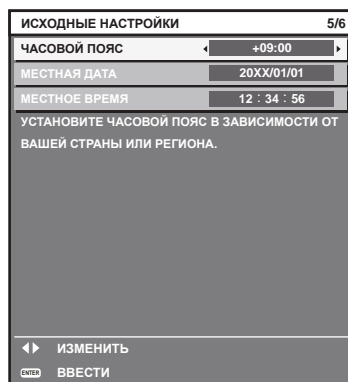 ИСХОДНЫЕ НАСТРОЙКИ 5/6
ЧАСОВОЙ ПОЯС +09:00
МЕСТНАЯ ДАТА 20XX/01/01
МЕСТНОЕ ВРЕМЯ 12 : 34 : 56
УСТАНОВИТЕ ЧАСОВОЙ ПОЯС В ЗАВИСИМОСТИ ОТ
ВАШЕЙ СТРАНЫ ИЛИ РЕГИОНА.
ИЗМЕНИТЬ
ENTER ВВЕСТИ